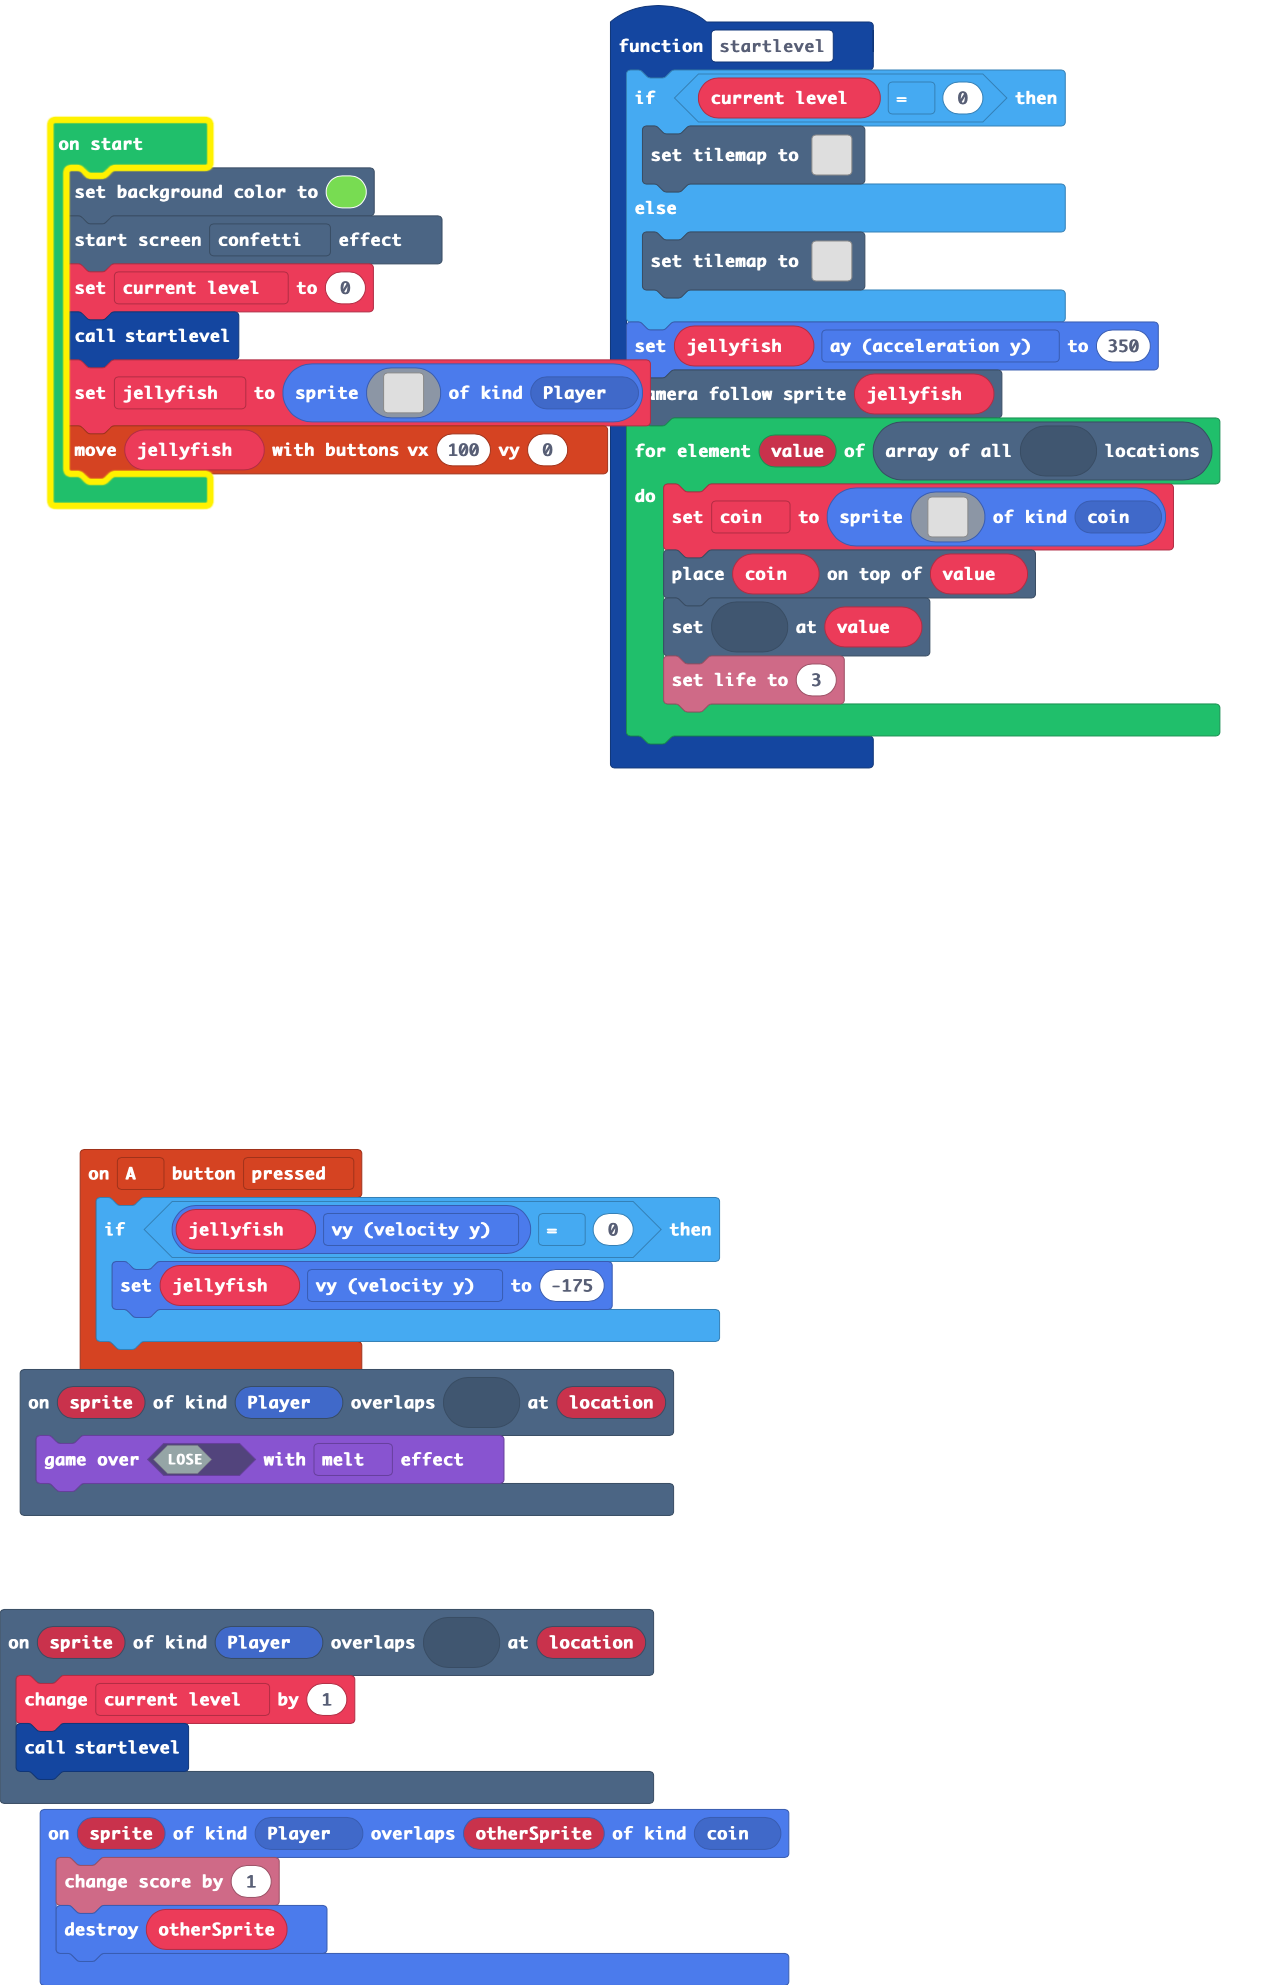 function startlevel
if current level = 0 then
set tilemap to
else
set tilemap to
set jellyfish ay (acceleration y) to 350
amera follow sprite jellyfish
for element value of array of all locations
do
set coin to sprite of kind coin
place coin on top of value
set at value
set life to 3
on start
set background color to
start screen confetti effect
set current level to 0
call startlevel
set jellyfish to sprite of kind Player
move jellyfish with buttons vx 100 vy 0
on A button pressed
if jellyfish vy (velocity y) = 0 then
set jellyfish vy (velocity y) to -175
on sprite of kind Player overlaps at location
game over LOSE with melt effect
on sprite of kind Player overlaps at location
change current level by 1
call startlevel
on sprite of kind Player overlaps otherSprite of kind coin
change score by 1
destroy otherSprite